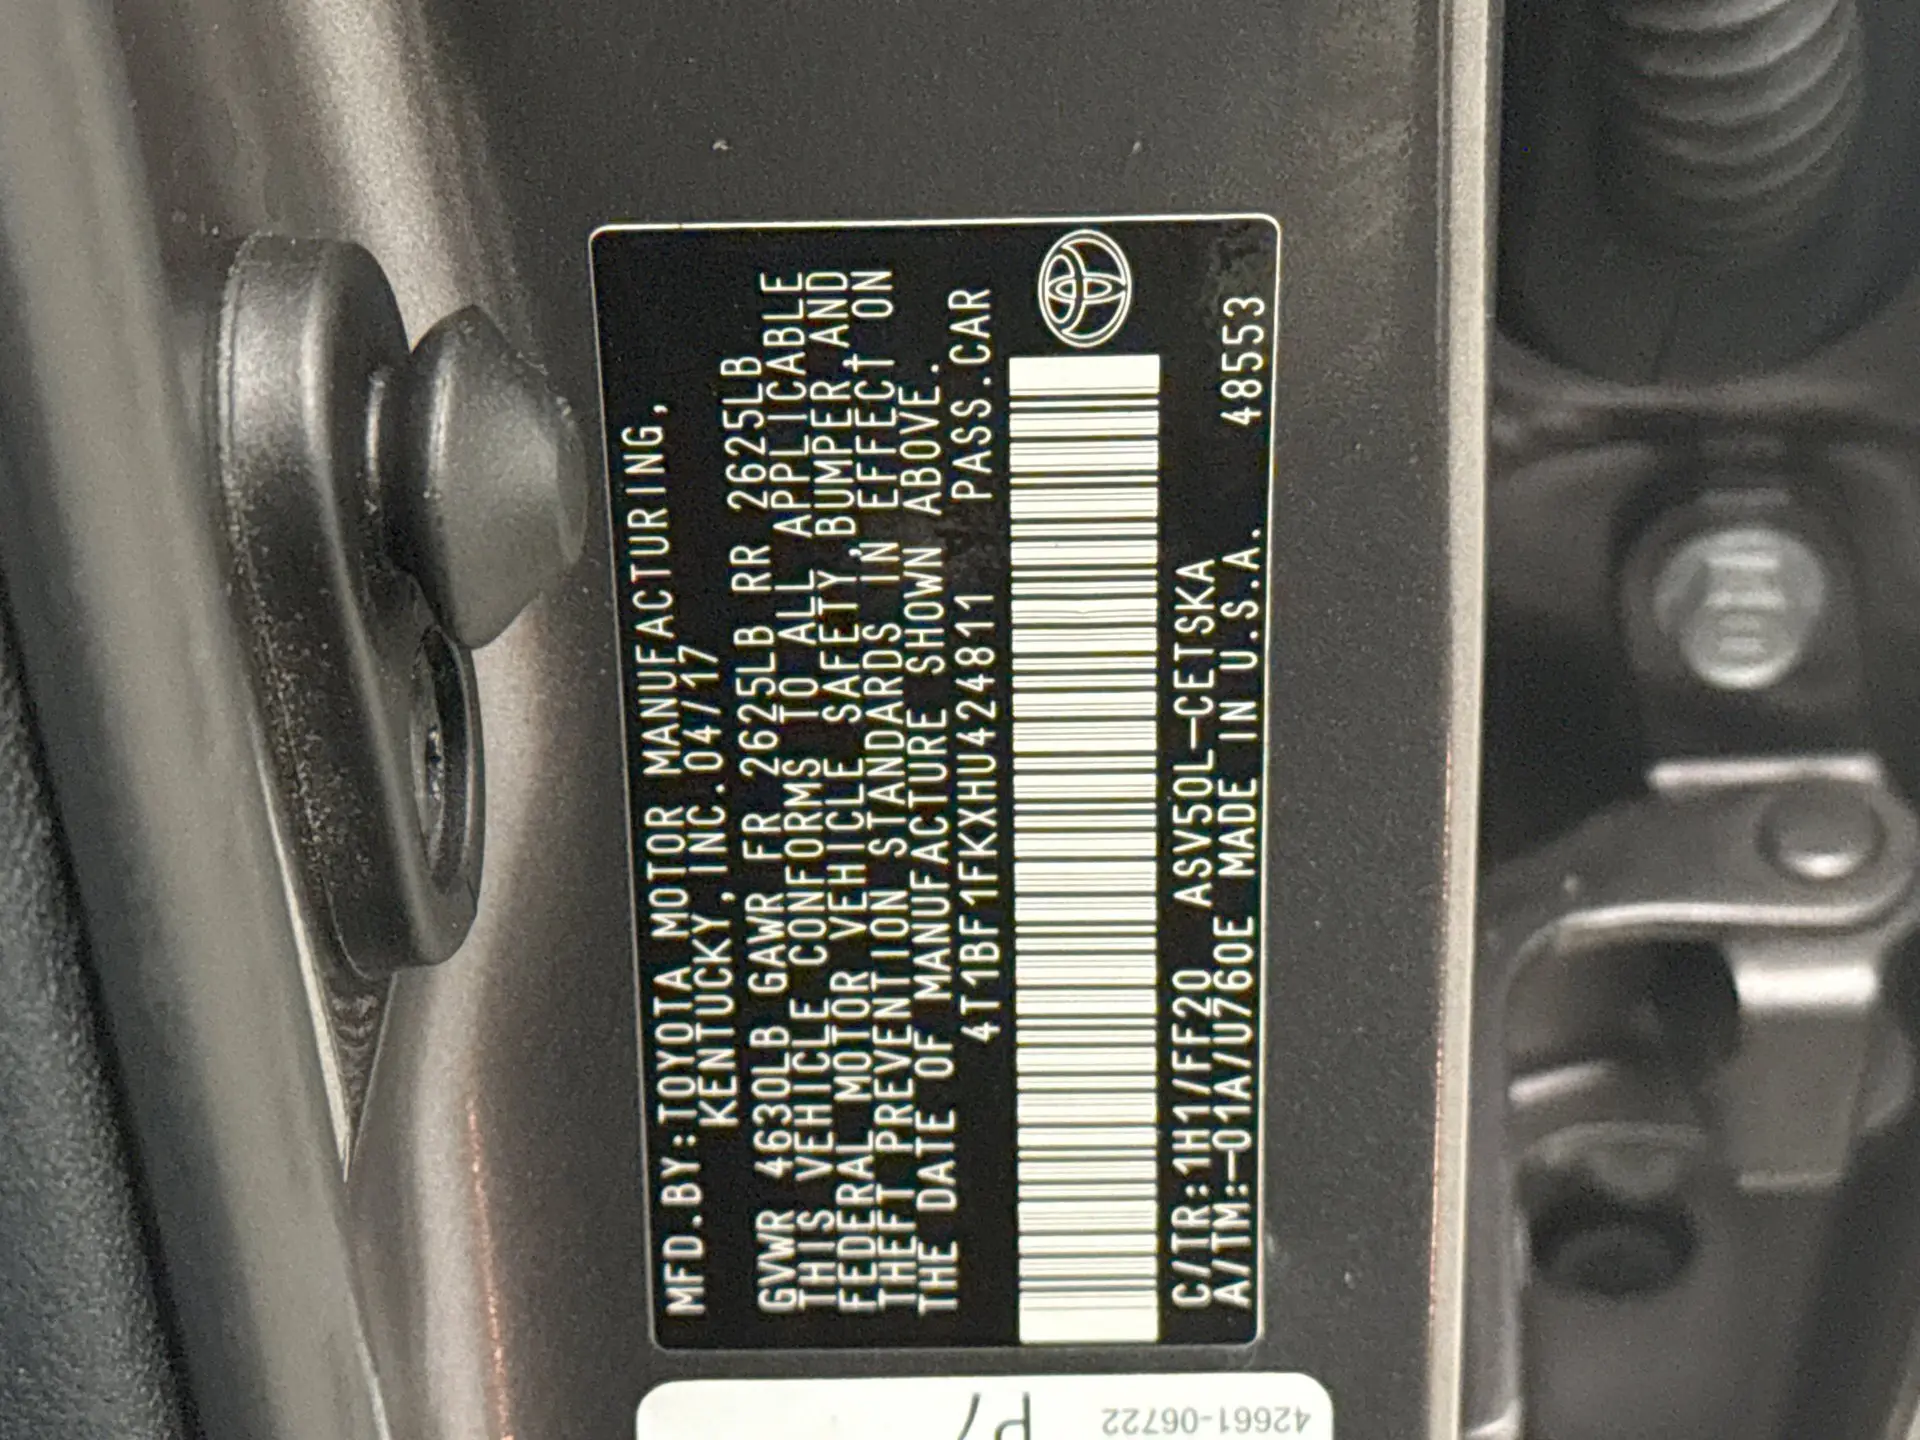 MFD.BY:TOYOTA MOTOR MANUFACTURING,
KENTUCKY,INC.04/17
GVWR 4630LB GAWR FR 2625LB RR 2625LB
THIS VEHICLE CONFORMS TO ALL APPLICABLE
FEDERAL MOTOR VEHICLE SAFETY,BUMPER AND
THEFT PREVENTION STANDARDS IN EFFECT ON
THE DATE OF MANUFACTURE SHOWN ABOVE.
4T1BF1FKXHU424811 PASS.CAR
C/TR:1H1/FF20 ASV50L-CETSKA
A/TM:-01A/U760E MADE IN U.S.A. 48553
42661-06722